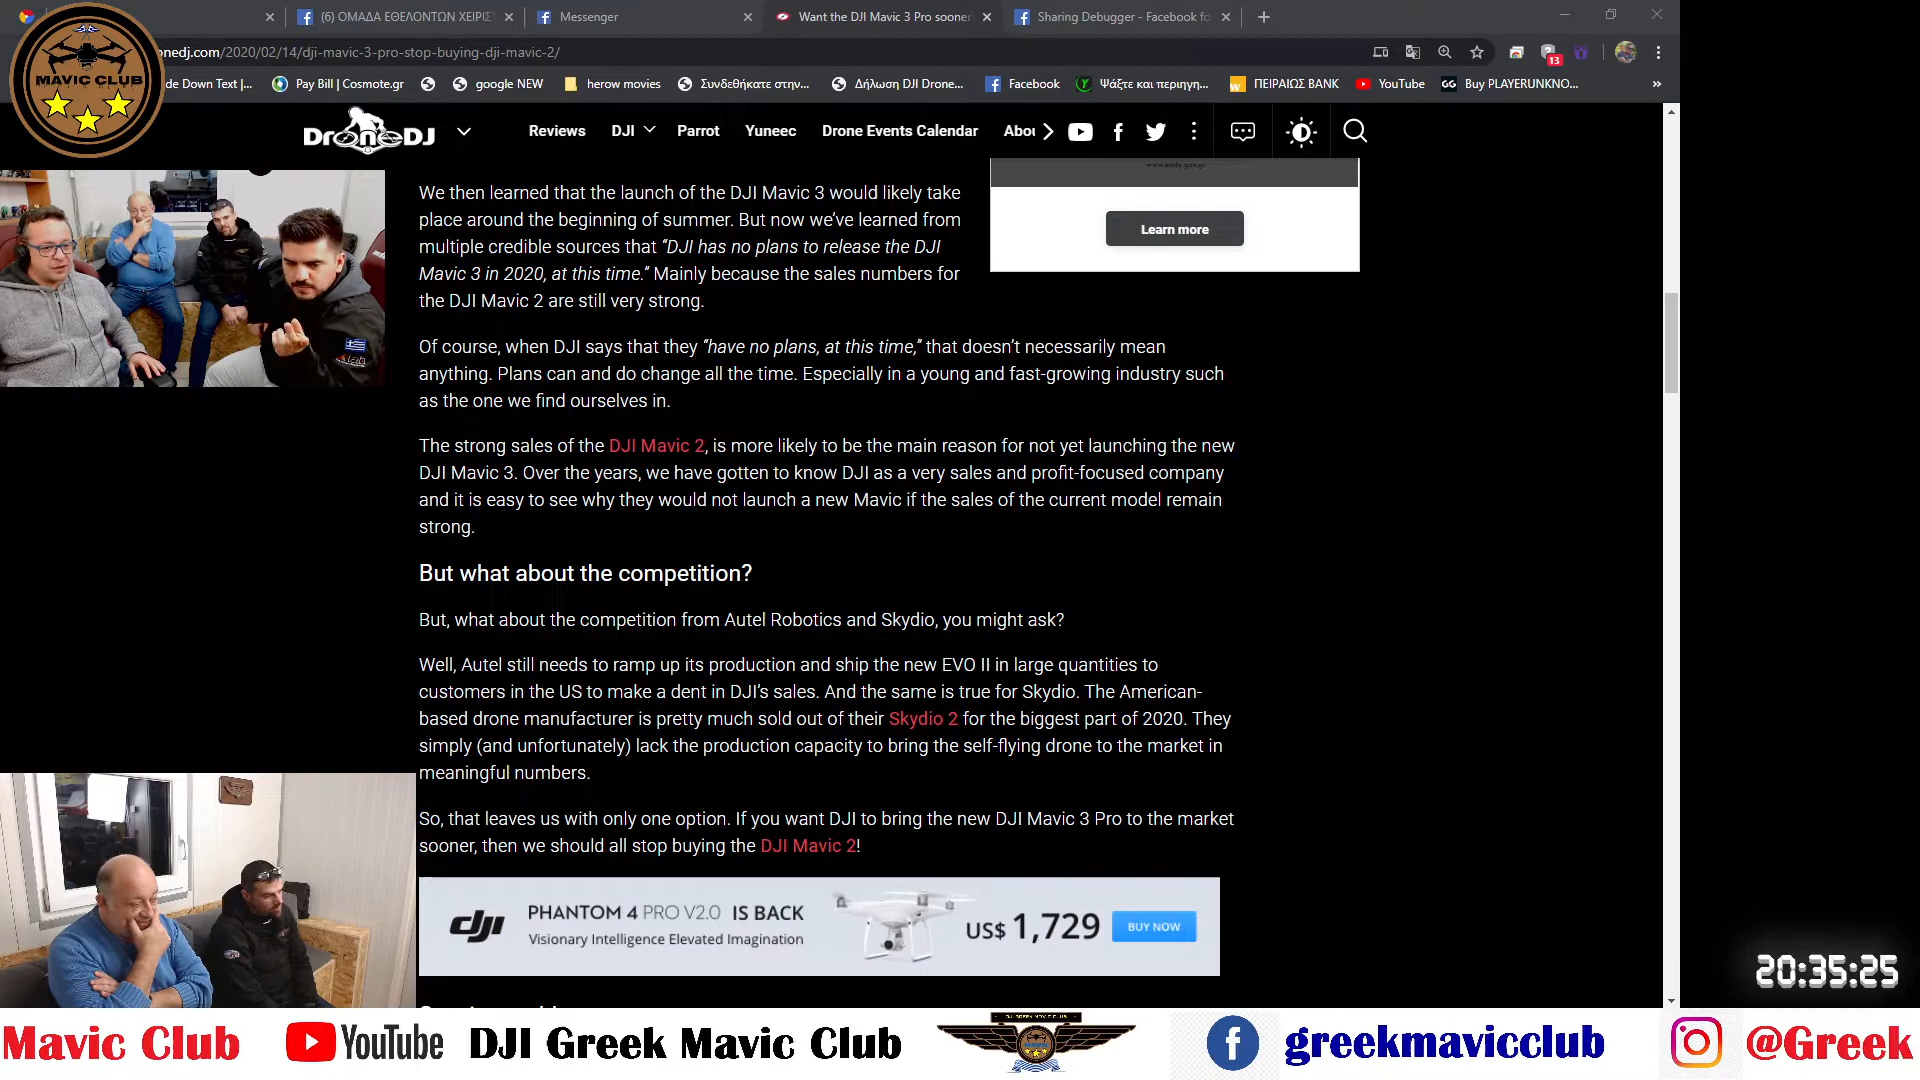 (6) ΟΜΑΔΑ ΕΘΕΛΟΝΤΩΝ ΧΕΙΡΙΣΤ
Messenger
Want the DJI Mavic 3 Pro sooner
Sharing Debugger - Facebook fo
onedj.com/2020/02/14/dji-mavic-3-pro-stop-buying-dji-mavic-2/
13
MAVIC CLUB
de Down Text |...
Pay Bill | Cosmote.gr
google NEW
herow movies
Συνδεθήκατε στην...
Δήλωση DJI Drone...
Facebook
Ψάξτε και περιηγη...
ΠΕΙΡΑΙΩΣ BANK
YouTube
GG Buy PLAYERUNKNO...
»
DRONEDJ
Reviews
DJI
Parrot
Yuneec
Drone Events Calendar
Abou
www.eody.gov.gr
Learn more
We then learned that the launch of the DJI Mavic 3 would likely take
place around the beginning of summer. But now we’ve learned from
multiple credible sources that “DJI has no plans to release the DJI
Mavic 3 in 2020, at this time.” Mainly because the sales numbers for
the DJI Mavic 2 are still very strong.
Of course, when DJI says that they “have no plans, at this time,” that doesn’t necessarily mean
anything. Plans can and do change all the time. Especially in a young and fast-growing industry such
as the one we find ourselves in.
The strong sales of the DJI Mavic 2, is more likely to be the main reason for not yet launching the new
DJI Mavic 3. Over the years, we have gotten to know DJI as a very sales and profit-focused company
and it is easy to see why they would not launch a new Mavic if the sales of the current model remain
strong.
But what about the competition?
But, what about the competition from Autel Robotics and Skydio, you might ask?
Well, Autel still needs to ramp up its production and ship the new EVO II in large quantities to
customers in the US to make a dent in DJI’s sales. And the same is true for Skydio. The American-
based drone manufacturer is pretty much sold out of their Skydio 2 for the biggest part of 2020. They
simply (and unfortunately) lack the production capacity to bring the self-flying drone to the market in
meaningful numbers.
So, that leaves us with only one option. If you want DJI to bring the new DJI Mavic 3 Pro to the market
sooner, then we should all stop buying the DJI Mavic 2!
dji
PHANTOM 4 PRO V2.0 IS BACK
Visionary Intelligence Elevated Imagination
US$ 1,729
BUY NOW
20:35:25
Mavic Club
YouTube
DJI Greek Mavic Club
DJI GREEK MAVIC CLUB
MAVIC
greekmavicclub
@Greek